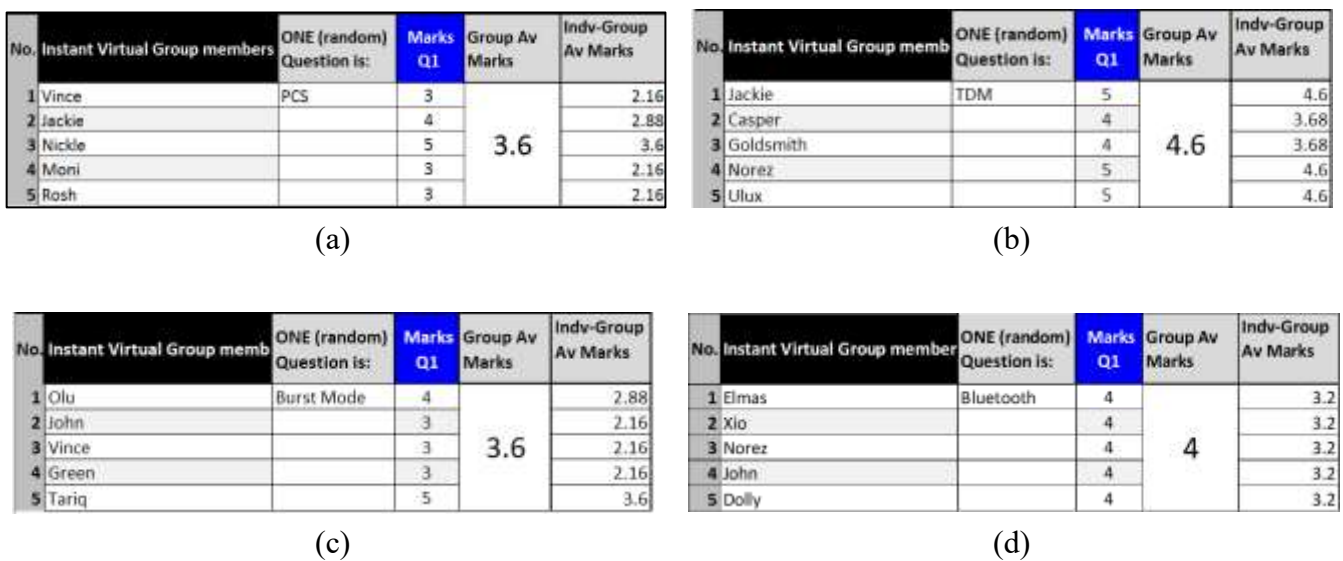 No. Instant Virtual Group members ONE (random) Question is: Marks Q1 Group Av Marks Indv-Group Av Marks
1 Vince PCS 3 2.16
2 Jackie 4 2.88
3 Nickle 5 3.6 3.6
4 Moni 3 2.16
5 Rosh 3 2.16
(a)
No. Instant Virtual Group memb ONE (random) Question is: Marks Q1 Group Av Marks Indv-Group Av Marks
1 Jackie TDM 5 4.6
2 Casper 4 3.68
3 Goldsmith 4 4.6 3.68
4 Norez 5 4.6
5 Ulux 5 4.6
(b)
No. Instant Virtual Group memb ONE (random) Question is: Marks Q1 Group Av Marks Indv-Group Av Marks
1 Olu Burst Mode 4 2.88
2 John 3 2.16
3 Vince 3 3.6 2.16
4 Green 3 2.16
5 Tariq 5 3.6
(c)
No. Instant Virtual Group member ONE (random) Question is: Marks Q1 Group Av Marks Indv-Group Av Marks
1 Elmas Bluetooth 4 3.2
2 Xio 4 3.2
3 Norez 4 4 3.2
4 John 4 3.2
5 Dolly 4 3.2
(d)